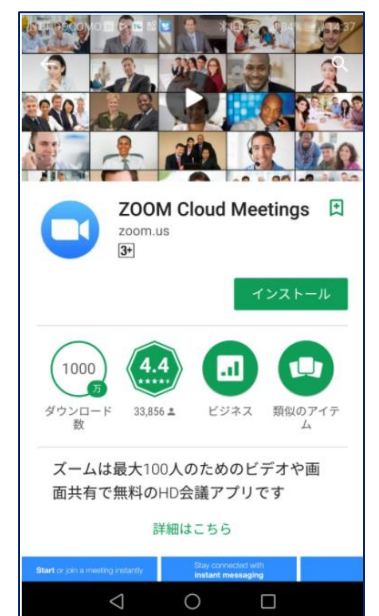 14:37
ZOOM Cloud Meetings
zoom.us
3+
インストール
1000
万
4.4
ダウンロード
数
33,856
ビジネス
類似のアイテ
ム
ズームは最大100人のためのビデオや画
面共有で無料のHD会議アプリです
詳細はこちら
Start or join a meeting instantly
Stay connected with
instant messaging